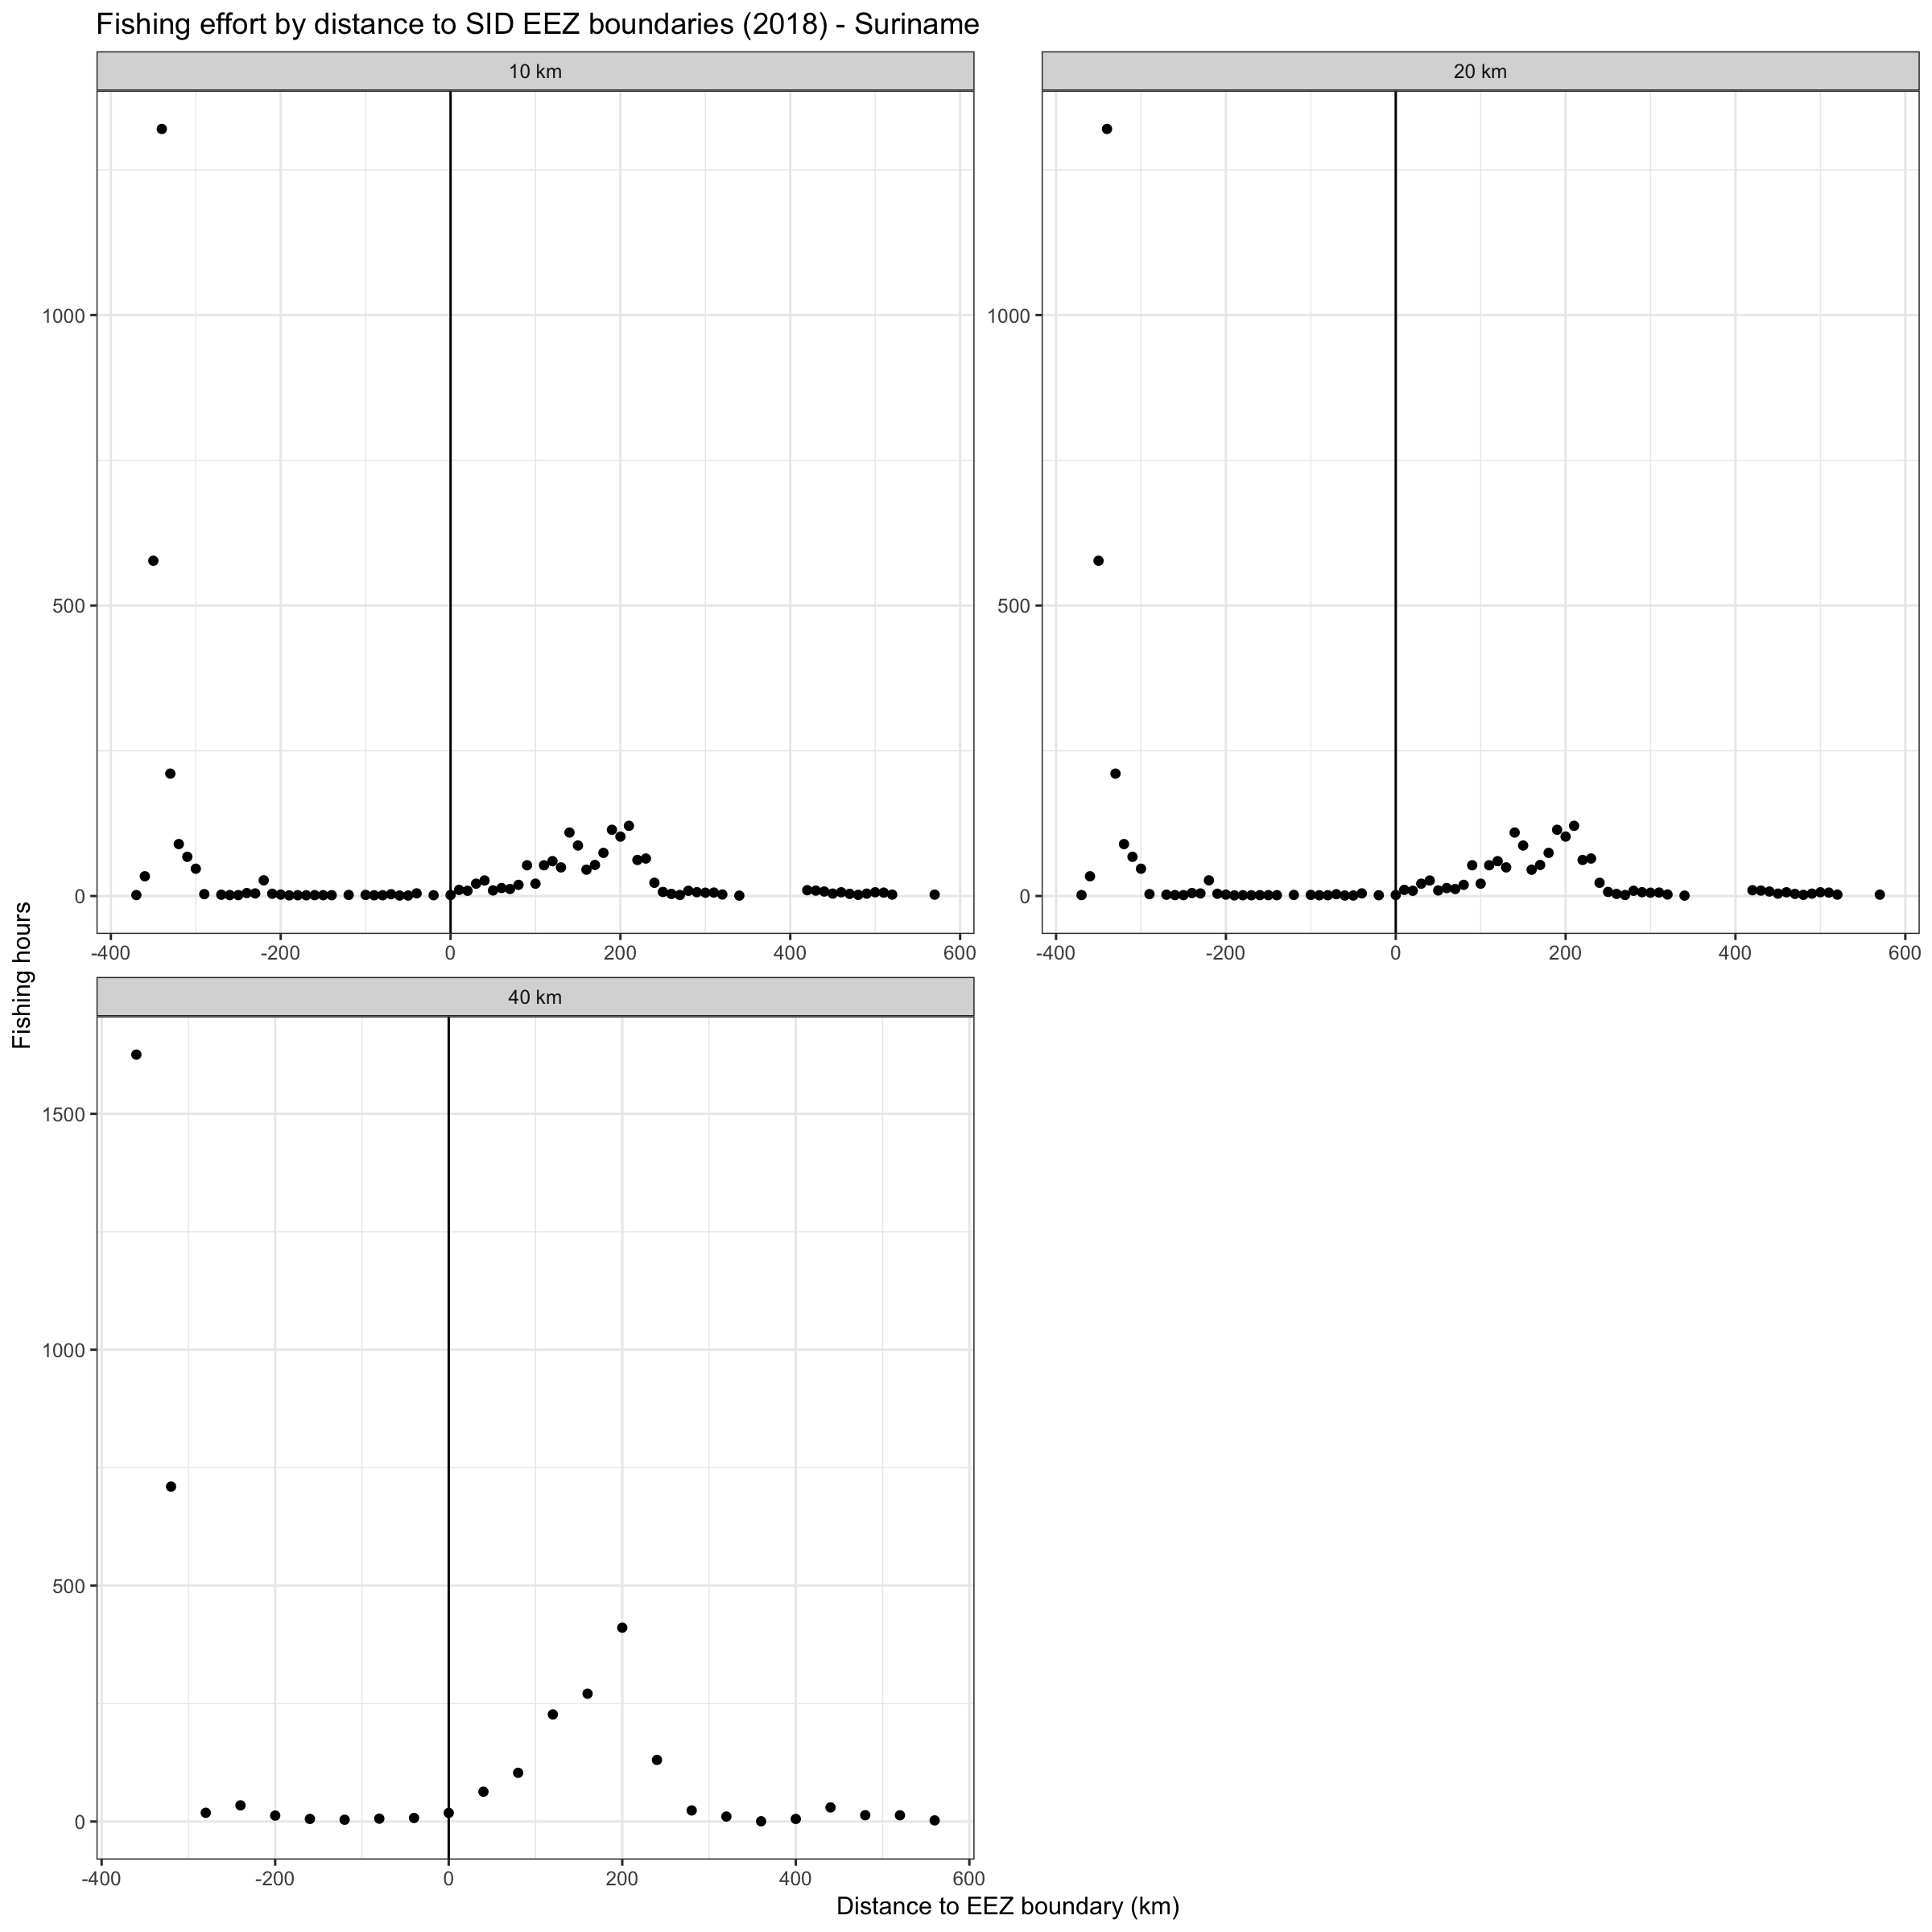 Fishing effort by distance to SID EEZ boundaries (2018) - Suriname
10 km
20 km
1000
500
0
-400 -200 0 200 400 600
1000
500
0
-400 -200 0 200 400 600
Fishing hours
40 km
1500
1000
500
0
-400 -200 0 200 400 600
Distance to EEZ boundary (km)